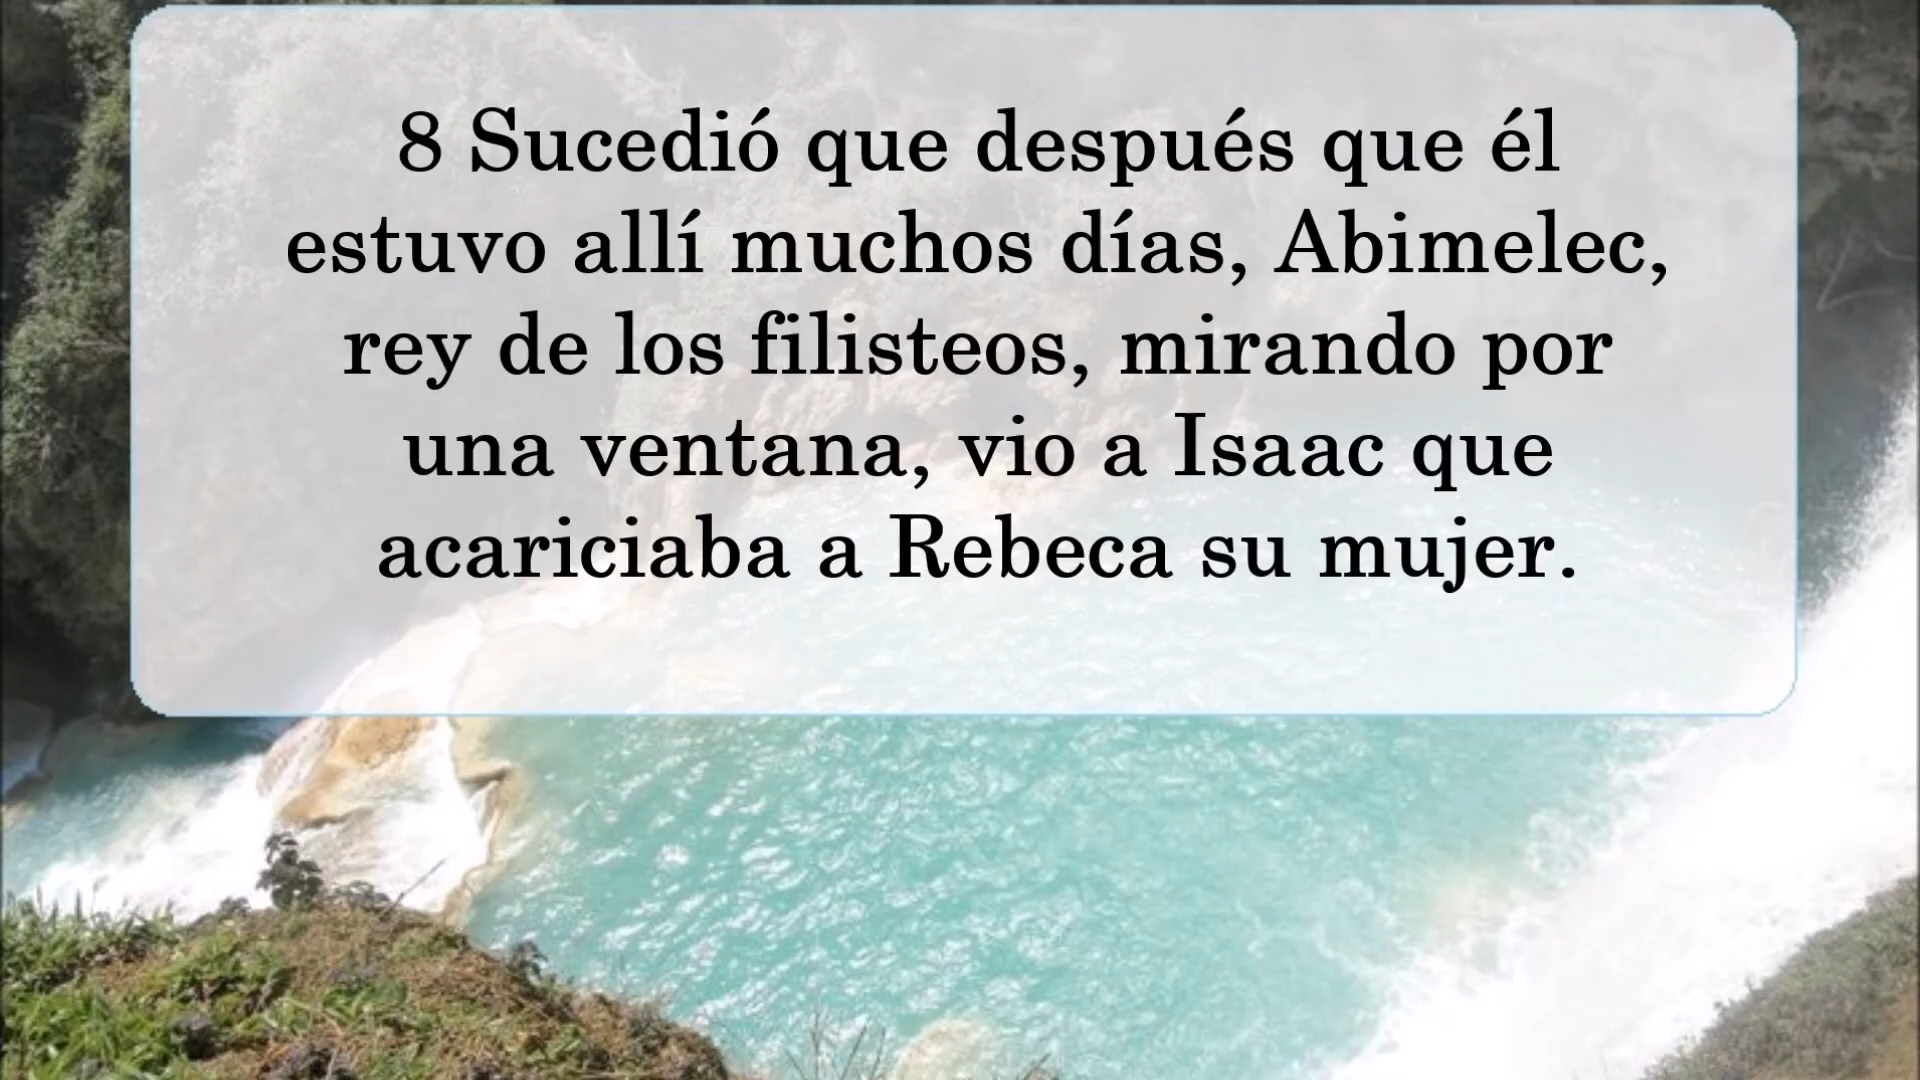 8 Sucedió que después que él
estuvo allí muchos días, Abimelec,
rey de los filisteos, mirando por
una ventana, vio a Isaac que
acariciaba a Rebeca su mujer.